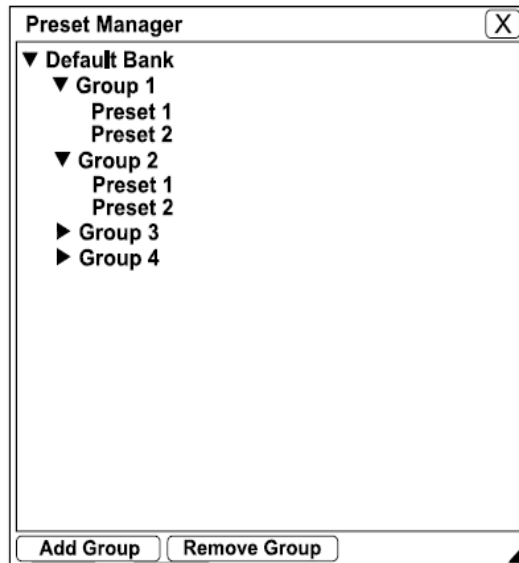 Preset Manager X
Default Bank
Group 1
Preset 1
Preset 2
Group 2
Preset 1
Preset 2
Group 3
Group 4
Add Group Remove Group